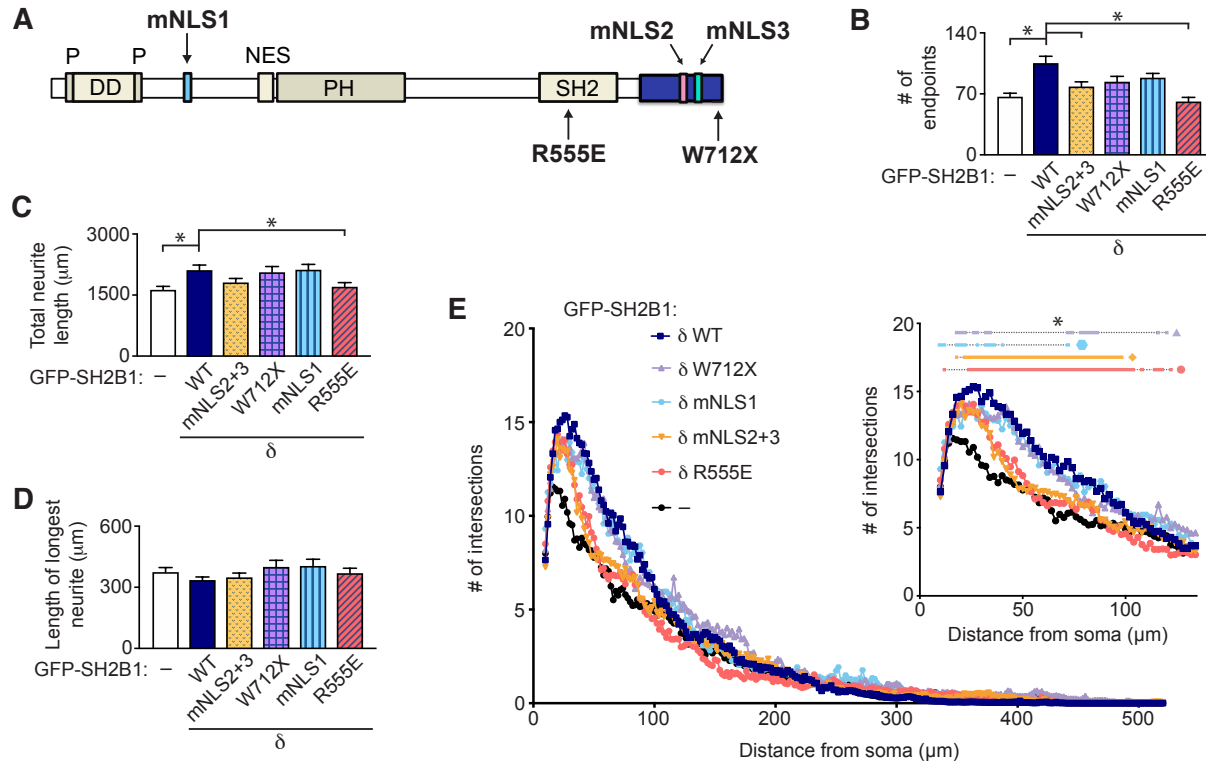 A
mNLS1
mNLS2
mNLS3
P
P
NES
DD
PH
SH2
R555E
W712X
B
*
*
# of
endpoints
140
70
0
GFP-SH2B1:
–
WT
mNLS2+3
W712X
mNLS1
R555E
δ
C
*
*
Total neurite
length (μm)
3000
1500
0
GFP-SH2B1:
–
WT
mNLS2+3
W712X
mNLS1
R555E
δ
D
Length of longest
neurite (μm)
600
300
0
GFP-SH2B1:
–
WT
mNLS2+3
W712X
mNLS1
R555E
δ
E
GFP-SH2B1:
δ WT
δ W712X
δ mNLS1
δ mNLS2+3
δ R555E
–
# of intersections
20
15
10
5
0
0 100 200 300 400 500
Distance from soma (μm)
*
# of intersections
20
15
10
5
0
0 50 100
Distance from soma (μm)